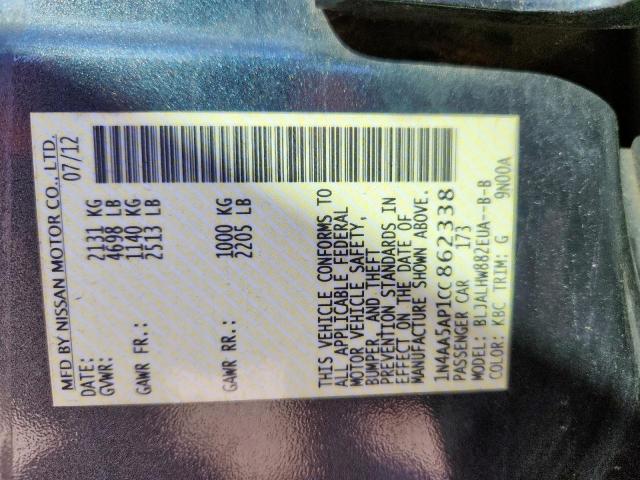 MFD BY NISSAN MOTOR CO., LTD.
DATE: 07/12
GVWR: 2131 KG
4698 LB
GAWR FR.: 1140 KG
2513 LB
GAWR RR.: 1000 KG
2205 LB
THIS VEHICLE CONFORMS TO
ALL APPLICABLE FEDERAL
MOTOR VEHICLE SAFETY,
BUMPER, AND THEFT
PREVENTION STANDARDS IN
EFFECT ON THE DATE OF
MANUFACTURE SHOWN ABOVE.
1N4AA5AP1CC862338
PASSENGER CAR 173
MODEL: BLJALHW882EUA--B-B
COLOR: KBC TRIM: G 9N00A